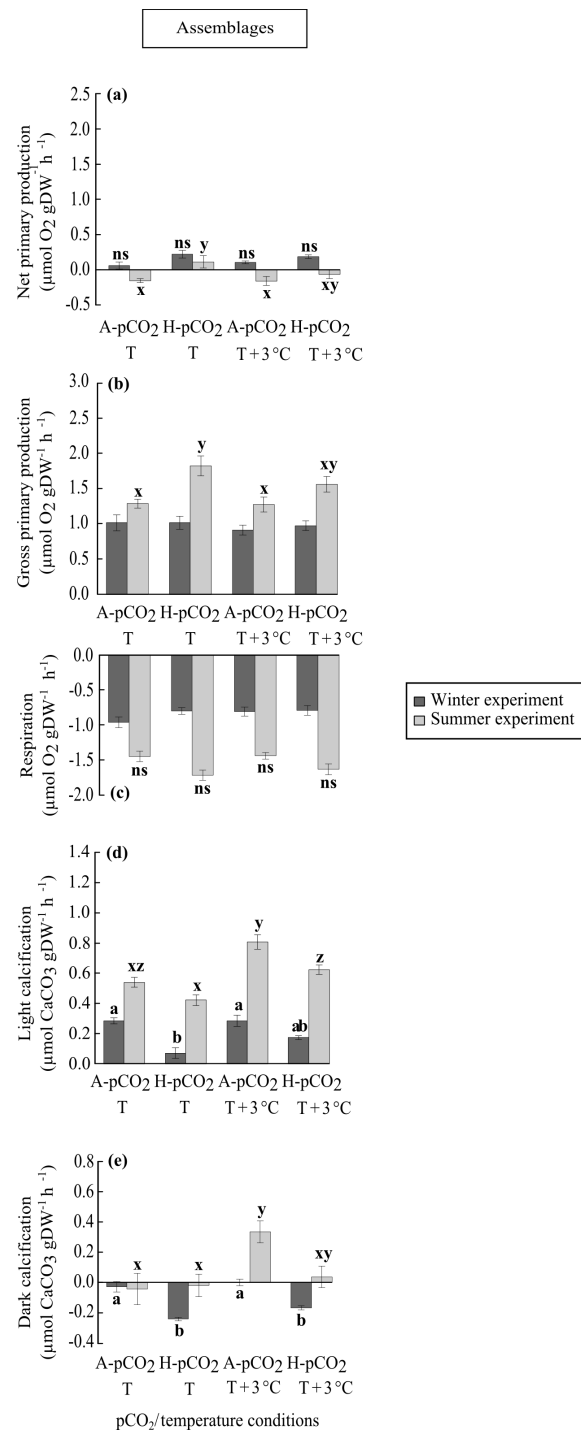 Assemblages
(a)
Net primary production
(µmol O2 gDW-1 h -1)
2.5
2.0
1.5
1.0
0.5
0.0
-0.5
ns
x
ns
y
ns
x
ns
xy
A-pCO2 H-pCO2 A-pCO2 H-pCO2
T T T+3°C T+3°C
(b)
Gross primary production
(µmol O2 gDW-1 h -1)
3.0
2.5
2.0
1.5
1.0
0.5
0.0
x
y
x
xy
A-pCO2 H-pCO2 A-pCO2 H-pCO2
T T T+3°C T+3°C
Respiration
(µmol O2 gDW-1 h-1)
0.0
-0.5
-1.0
-1.5
-2.0
ns
ns
ns
ns
(c)
Winter experiment
Summer experiment
(d)
Light calcification
(µmol CaCO3 gDW-1 h -1)
1.4
1.2
1.0
0.8
0.6
0.4
0.2
0.0
a
xz
b
x
a
y
ab
z
A-pCO2 H-pCO2 A-pCO2 H-pCO2
T T T+3°C T+3°C
(e)
Dark calcification
(µmol CaCO3 gDW-1 h -1)
0.8
0.6
0.4
0.2
0.0
-0.2
-0.4
a
x
b
x
a
y
b
xy
A-pCO2 H-pCO2 A-pCO2 H-pCO2
T T T+3°C T+3°C
pCO2/temperature conditions